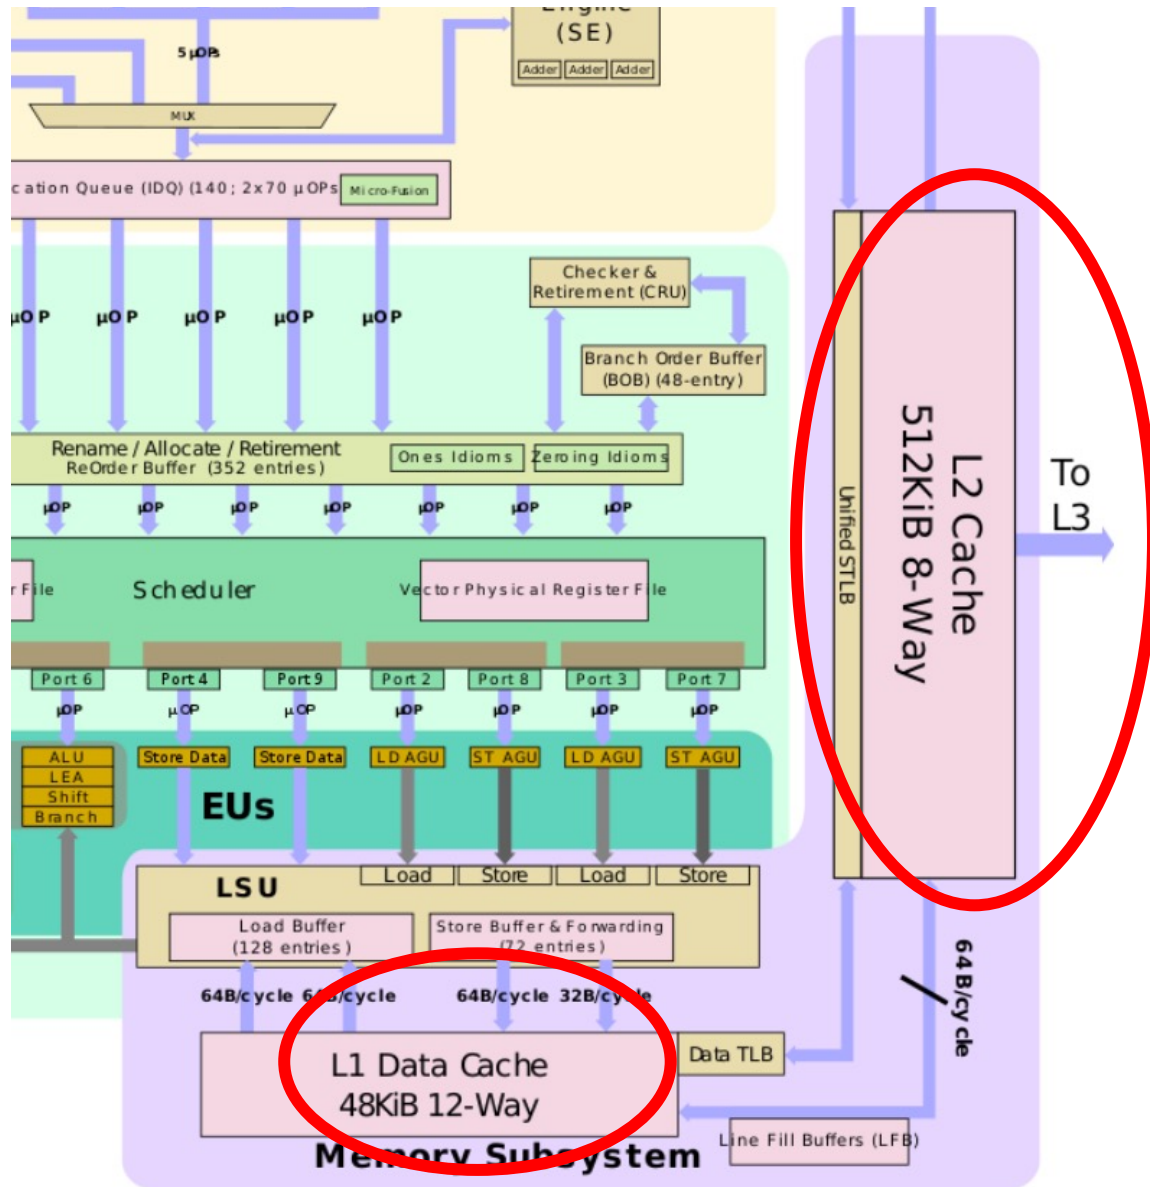 Engine
(SE)
Adder Adder Adder
5 µOPs
MUX
cation Queue (IDQ) (140 ; 2x70 µOPs
Micro-Fusion
µOP µOP µOP µOP µOP
Checker &
Retirement (CRU)
Branch Order Buffer
(BOB) (48-entry)
Rename / Allocate / Retirement
ReOrder Buffer (352 entries)
Ones Idioms
Zeroing Idioms
µOP µOP µOP µOP µOP µOP µOP
r File
Scheduler
Vector Physical Register File
Port 6 Port 4 Port 9 Port 2 Port 8 Port 3 Port 7
µOP µOP µOP µOP µOP µOP µOP
ALU
LEA
Shift
Branch
Store Data Store Data LD AGU ST AGU LD AGU ST AGU
EUs
LSU
Load Store Load Store
Load Buffer
(128 entries)
Store Buffer & Forwarding
(72 entries)
64B/cycle 64B/cycle 64B/cycle 32B/cycle
L1 Data Cache
48KiB 12-Way
Data TLB
Line Fill Buffers (LFB)
Memory Subsystem
Unified STLB
L2 Cache
512KiB 8-Way
To
L3
64B/cycle